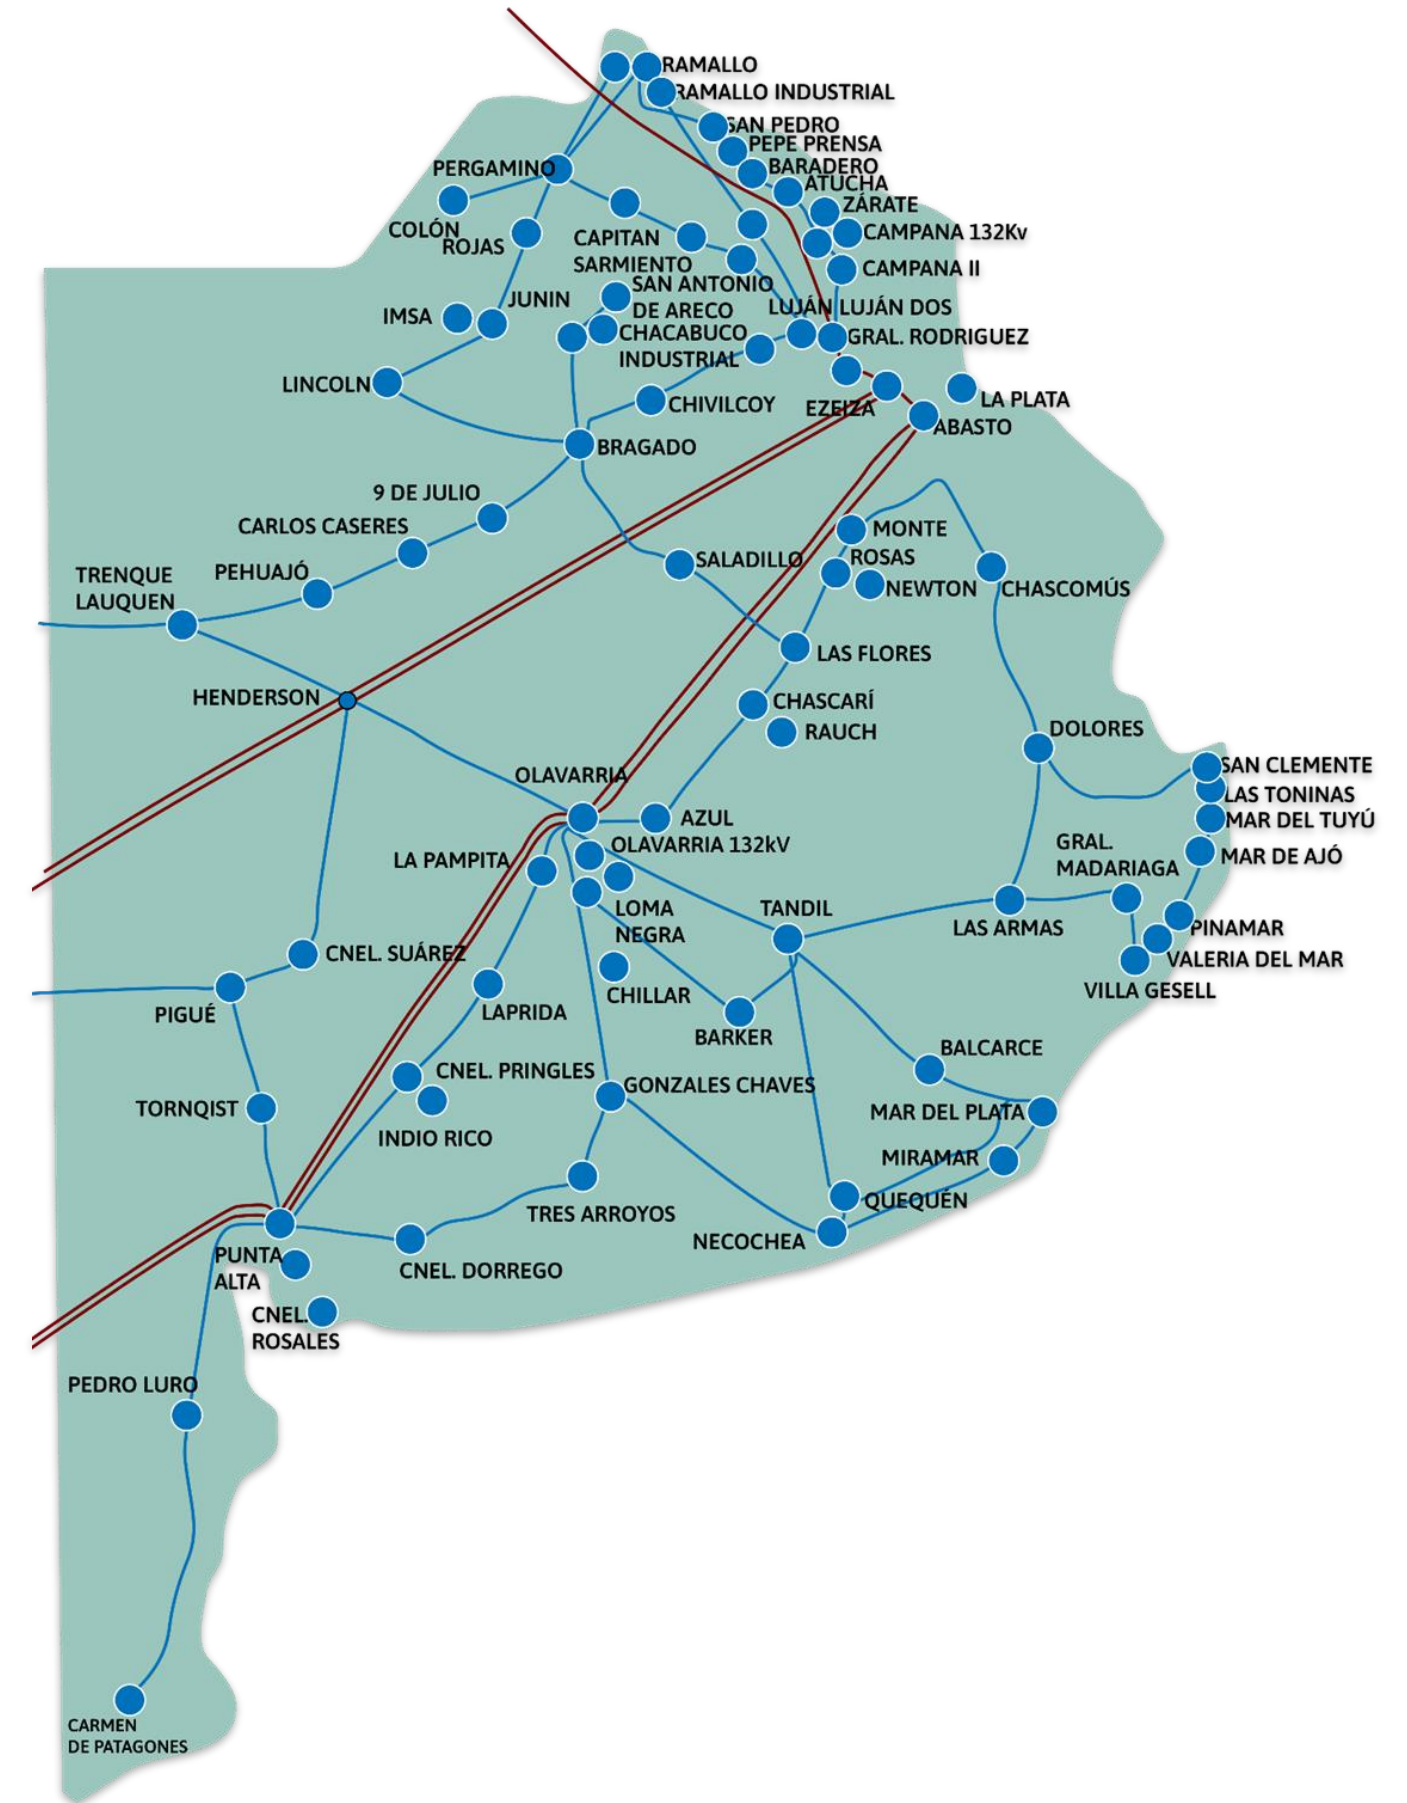 RAMALLO
RAMALLO INDUSTRIAL
SAN PEDRO
PEPE PRENSA
BARADERO
ATUCHA
ZÁRATE
CAMPANA 132Kv
CAMPANA II
PERGAMINO
COLÓN
ROJAS
CAPITAN
SARMIENTO
SAN ANTONIO
DE ARECO
JUNIN
IMSA
CHACABUCO
INDUSTRIAL
LUJÁN
LUJÁN DOS
GRAL. RODRIGUEZ
LINCOLN
CHIVILCOY
EZEIZA
LA PLATA
ABASTO
BRAGADO
9 DE JULIO
CARLOS CASERES
PEHUAJÓ
TRENQUE
LAUQUEN
SALADILLO
MONTE
ROSAS
NEWTON
CHASCOMÚS
LAS FLORES
HENDERSON
CHASCARÍ
RAUCH
DOLORES
SAN CLEMENTE
LAS TONINAS
MAR DEL TUYÚ
MAR DE AJÓ
OLAVARRIA
AZUL
OLAVARRIA 132kV
LA PAMPITA
GRAL.
MADARIAGA
LOMA
NEGRA
TANDIL
LAS ARMAS
PINAMAR
VALERIA DEL MAR
VILLA GESELL
CNEL. SUÁREZ
PIGUÉ
LAPRIDA
CHILLAR
BARKER
BALCARCE
CNEL. PRINGLES
GONZALES CHAVES
TORNQIST
INDIO RICO
MAR DEL PLATA
MIRAMAR
QUEQUÉN
TRES ARROYOS
NECOCHEA
PUNTA
ALTA
CNEL. DORREGO
CNEL.
ROSALES
PEDRO LURO
CARMEN
DE PATAGONES